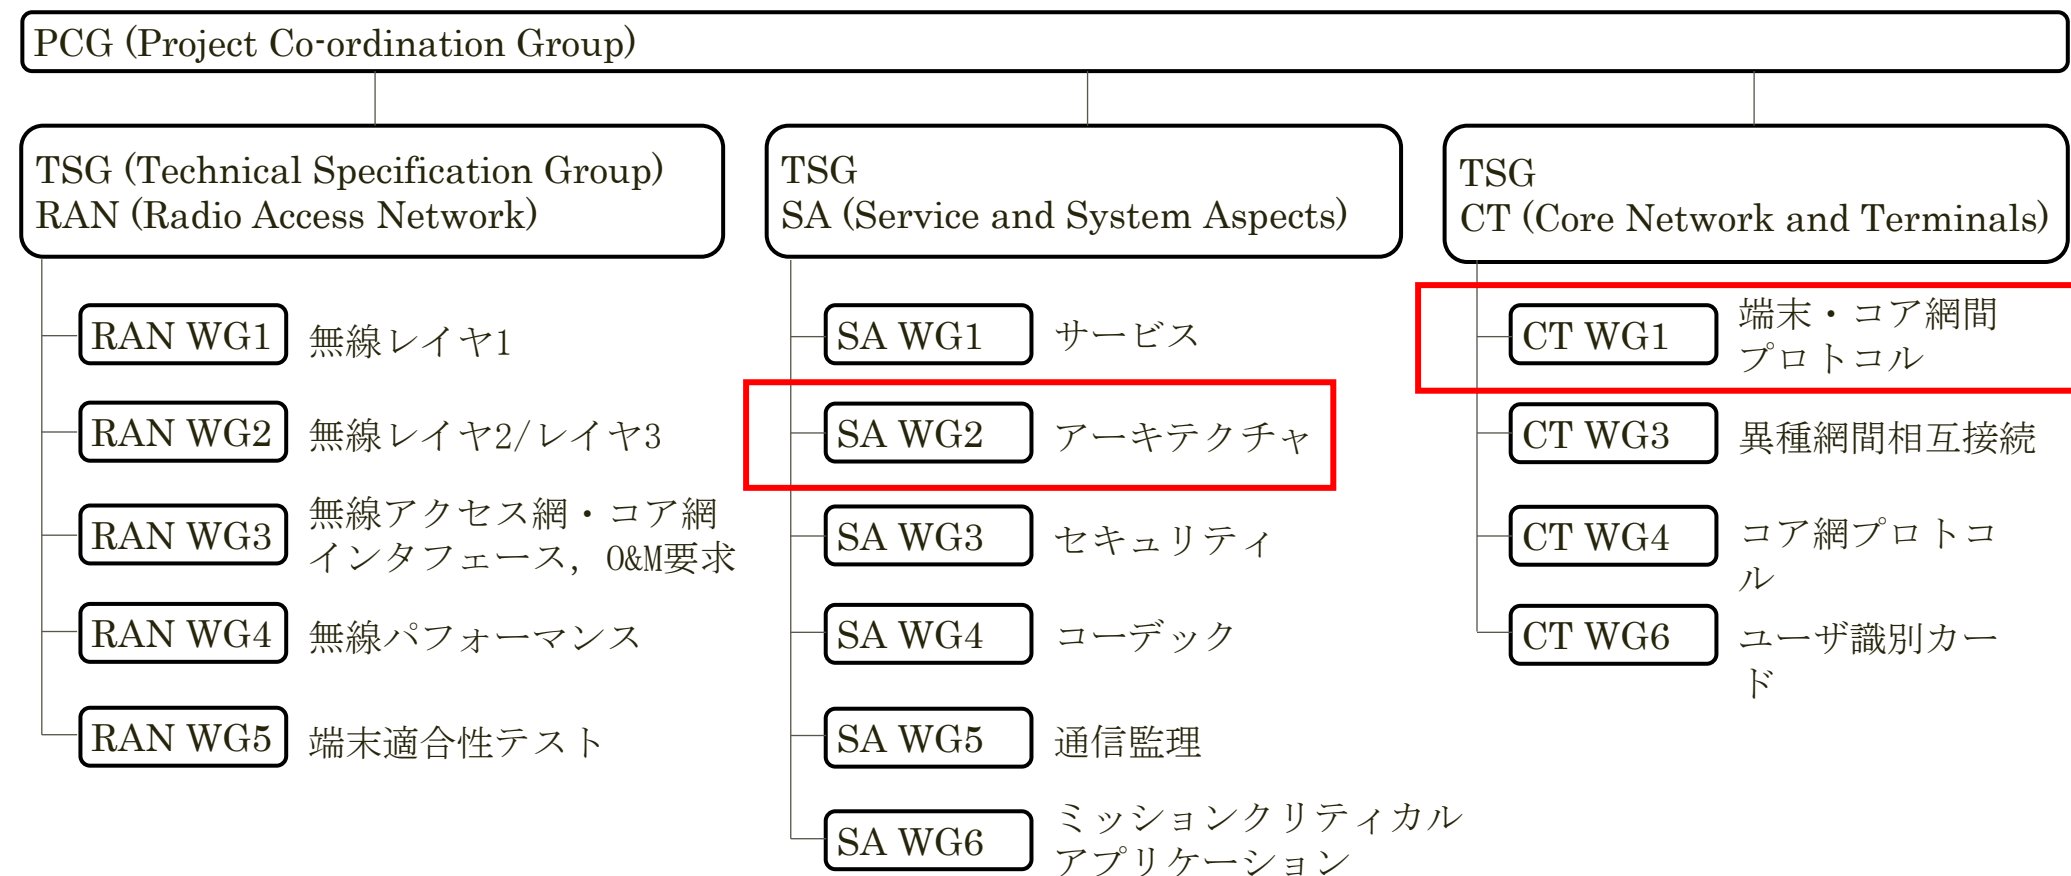 PCG (Project Co-ordination Group)
TSG (Technical Specification Group)
RAN (Radio Access Network)
RAN WG1
無線レイヤ1
RAN WG2
無線レイヤ2/レイヤ3
RAN WG3
無線アクセス網・コア網
インタフェース, O&M要求
RAN WG4
無線パフォーマンス
RAN WG5
端末適合性テスト
TSG
SA (Service and System Aspects)
SA WG1
サービス
SA WG2
アーキテクチャ
SA WG3
セキュリティ
SA WG4
コーデック
SA WG5
通信監理
SA WG6
ミッションクリティカル
アプリケーション
TSG
CT (Core Network and Terminals)
CT WG1
端末・コア網間
プロトコル
CT WG3
異種網間相互接続
CT WG4
コア網プロトコ
ル
CT WG6
ユーザ識別カー
ド